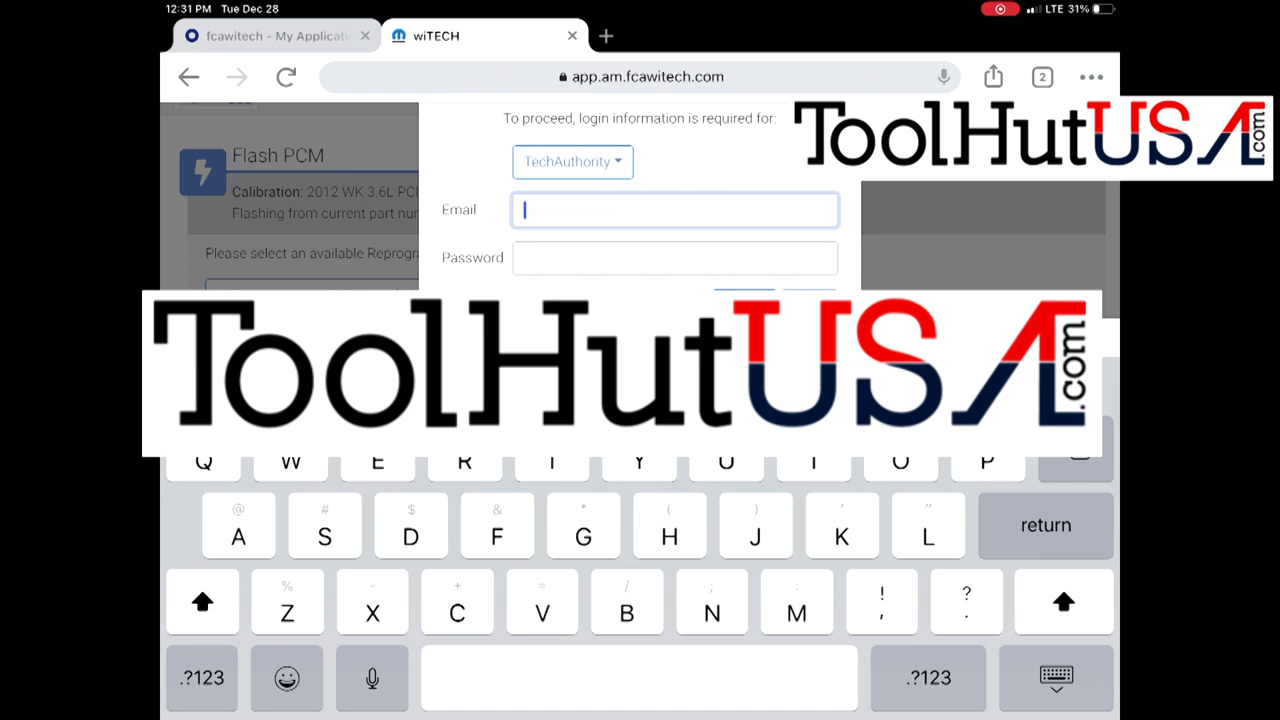 12:31 PM Tue Dec 28
LTE 31%
fcawitech - My Applicati
wiTECH
app.am.fcawitech.com
2
To proceed, login information is required for:
ToolHutUSA.com
TechAuthority
Flash PCM
Calibration: 2012 WK 3.6L PC
Flashing from current part nur
Email
Please select an available Reprogra
Password
ToolHutUSA.com
Q W E R T Y U I O P
@ # $ & * ( ) ' "
A S D F G H J K L
return
% - + = / ; : ! ?
Z X C V B N M , .
.?123
.?123